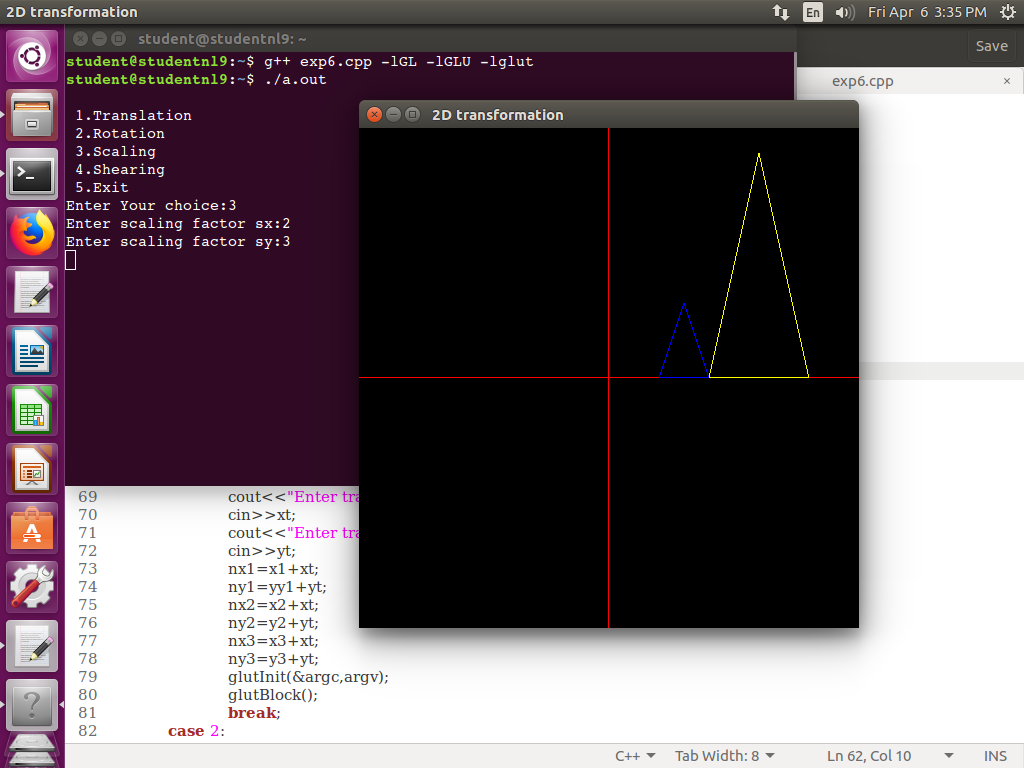 2D transformation
En
Fri Apr 6 3:35 PM
student@studentnl9: ~
Save
student@studentnl9:~$ g++ exp6.cpp -lGL -lGLU -lglut
student@studentnl9:~$ ./a.out
exp6.cpp ×
1.Translation
2.Rotation
3.Scaling
4.Shearing
5.Exit
Enter Your choice:3
Enter scaling factor sx:2
Enter scaling factor sy:3
2D transformation
69 cout<<"Enter tra
70 cin>>xt;
71 cout<<"Enter tra
72 cin>>yt;
73 nx1=x1+xt;
74 ny1=yy1+yt;
75 nx2=x2+xt;
76 ny2=y2+yt;
77 nx3=x3+xt;
78 ny3=y3+yt;
79 glutInit(&argc,argv);
80 glutBlock();
81 break;
82 case 2:
C++ Tab Width: 8 Ln 62, Col 10 INS